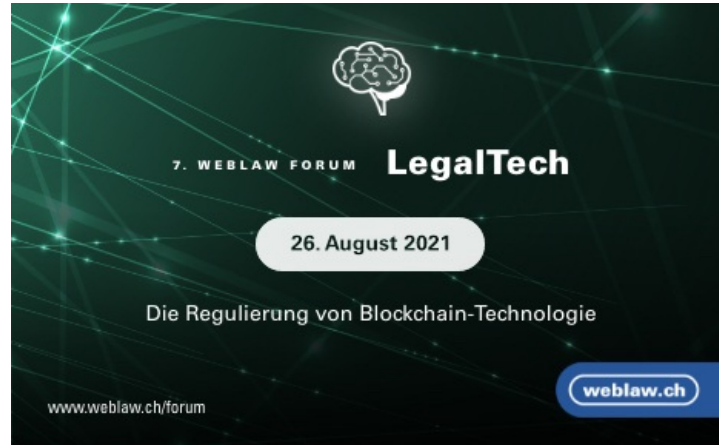 7. WEBLAW FORUM LegalTech
26. August 2021
Die Regulierung von Blockchain-Technologie
weblaw.ch
www.weblaw.ch/forum